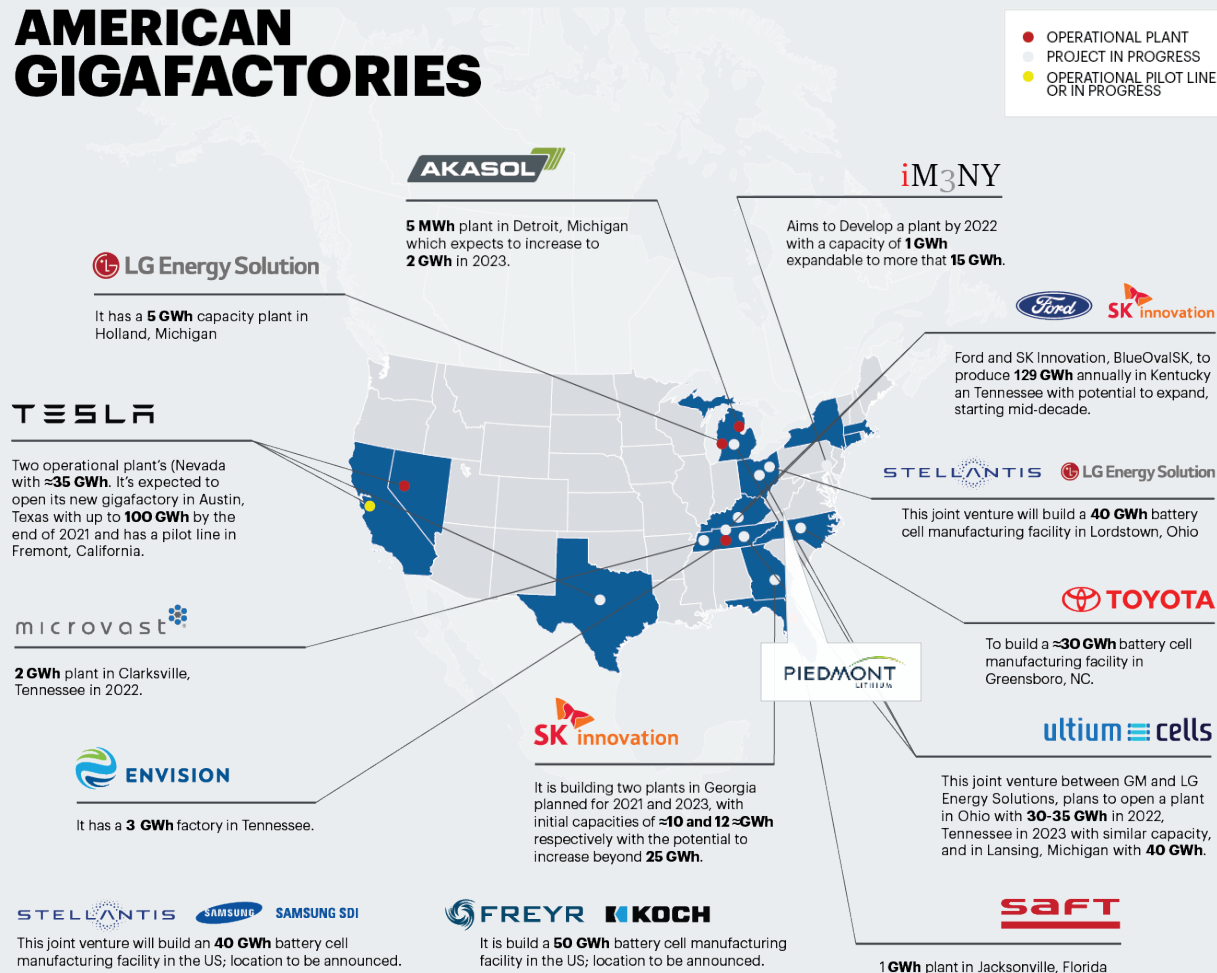 AMERICAN
GIGAFACTORIES
OPERATIONAL PLANT
PROJECT IN PROGRESS
OPERATIONAL PILOT LINE
OR IN PROGRESS
AKASOL
5 MWh plant in Detroit, Michigan
which expects to increase to
2 GWh in 2023.
iM3NY
Aims to Develop a plant by 2022
with a capacity of 1 GWh
expandable to more that 15 GWh.
LG Energy Solution
It has a 5 GWh capacity plant in
Holland, Michigan
Ford SK innovation
Ford and SK Innovation, BlueOvalSK, to
produce 129 GWh annually in Kentucky
an Tennessee with potential to expand,
starting mid-decade.
TESLA
Two operational plant's (Nevada
with ≈35 GWh. It's expected to
open its new gigafactory in Austin,
Texas with up to 100 GWh by the
end of 2021 and has a pilot line in
Fremont, California.
STELLANTIS LG Energy Solution
This joint venture will build a 40 GWh battery
cell manufacturing facility in Lordstown, Ohio
TOYOTA
To build a ≈30 GWh battery cell
manufacturing facility in
Greensboro, NC.
microvast
2 GWh plant in Clarksville,
Tennessee in 2022.
PIEDMONT
LITHIUM
SK innovation
It is building two plants in Georgia
planned for 2021 and 2023, with
initial capacities of ≈10 and 12 ≈GWh
respectively with the potential to
increase beyond 25 GWh.
ultium cells
This joint venture between GM and LG
Energy Solutions, plans to open a plant
in Ohio with 30-35 GWh in 2022,
Tennessee in 2023 with similar capacity,
and in Lansing, Michigan with 40 GWh.
ENVISION
It has a 3 GWh factory in Tennessee.
STELLANTIS SAMSUNG SAMSUNG SDI
This joint venture will build an 40 GWh battery cell
manufacturing facility in the US; location to be announced.
FREYR KOCH
It is build a 50 GWh battery cell manufacturing
facility in the US; location to be announced.
saft
1 GWh plant in Jacksonville, Florida